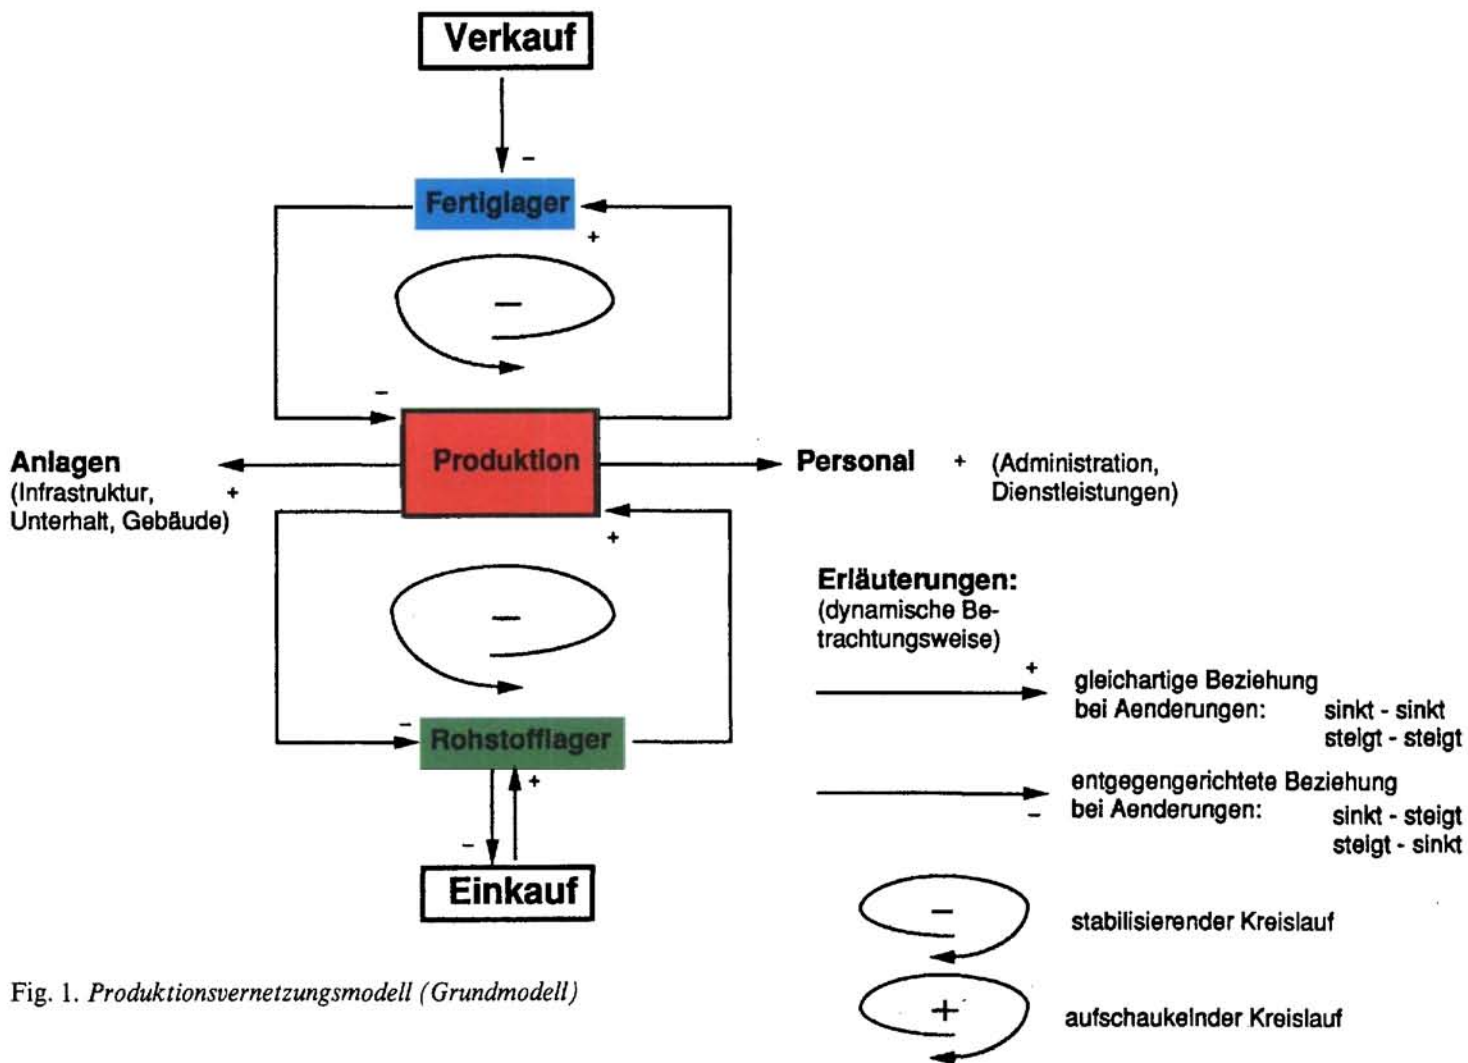 Verkauf
−
Fertiglager
+
−
−
Produktion
Anlagen
(Infrastruktur, +
Unterhalt, Gebäude)
Personal + (Administration,
Dienstleistungen)
+
−
Erläuterungen:
(dynamische Be-
trachtungsweise)
+
gleichartige Beziehung
bei Aenderungen: sinkt - sinkt
steigt - steigt
−
Rohstofflager
+
−
Einkauf
entgegengerichtete Beziehung
− bei Aenderungen: sinkt - steigt
steigt - sinkt
−
stabilisierender Kreislauf
+
aufschaukelnder Kreislauf
Fig. 1. Produktionsvernetzungsmodell (Grundmodell)